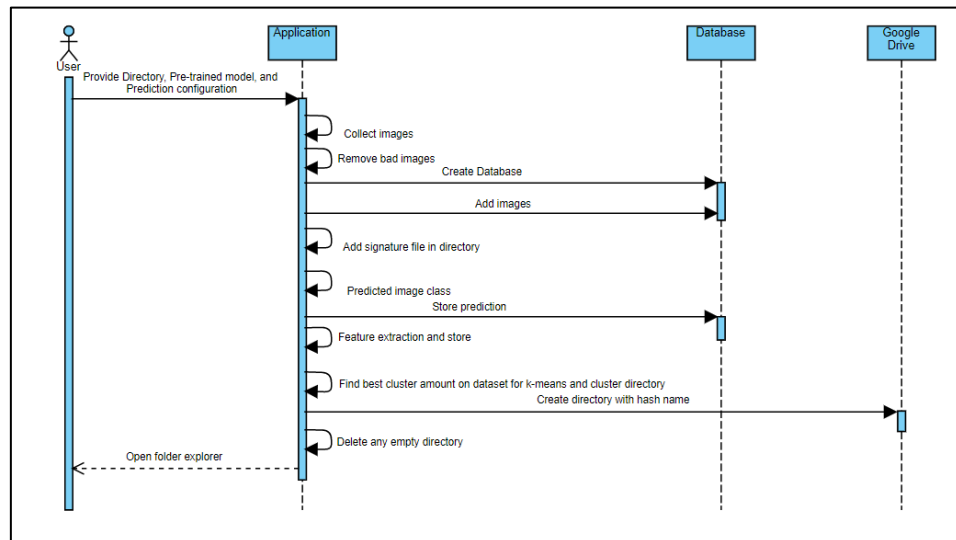 User
Application
Database
Google
Drive
Provide Directory, Pre-trained model, and
Prediction configuration
Collect images
Remove bad images
Create Database
Add images
Add signature file in directory
Predicted image class
Store prediction
Feature extraction and store
Find best cluster amount on dataset for k-means and cluster directory
Create directory with hash name
Delete any empty directory
Open folder explorer